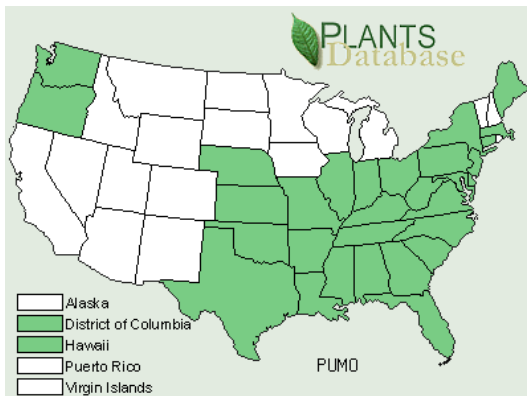 PLANTS
Database
Alaska
District of Columbia
Hawaii
Puerto Rico
Virgin Islands
PUMO